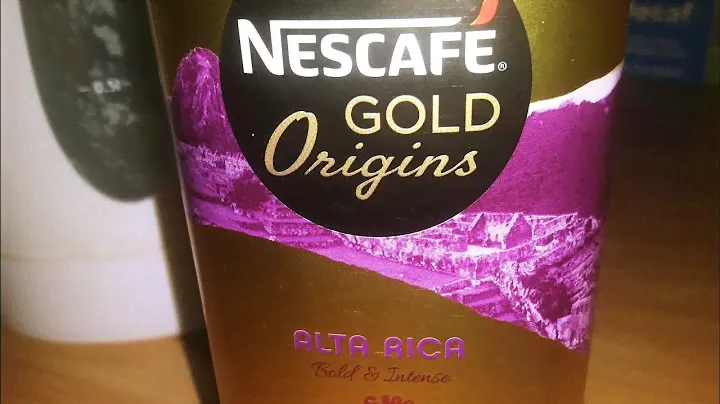 NESCAFÉ®
GOLD
Origins
ALTA RICA
Bold & Intense